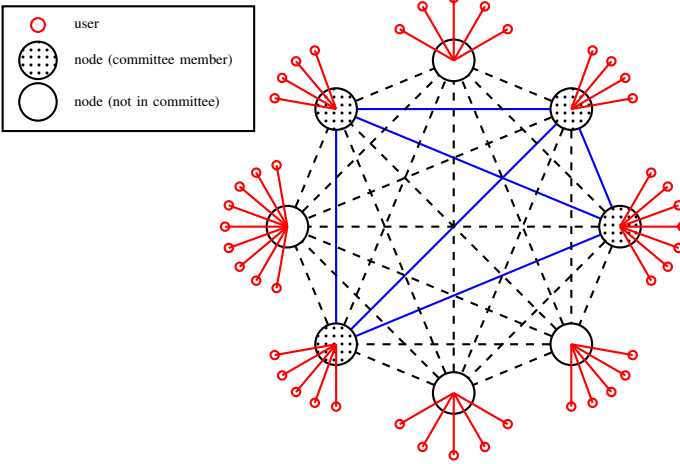 user
node (committee member)
node (not in committee)